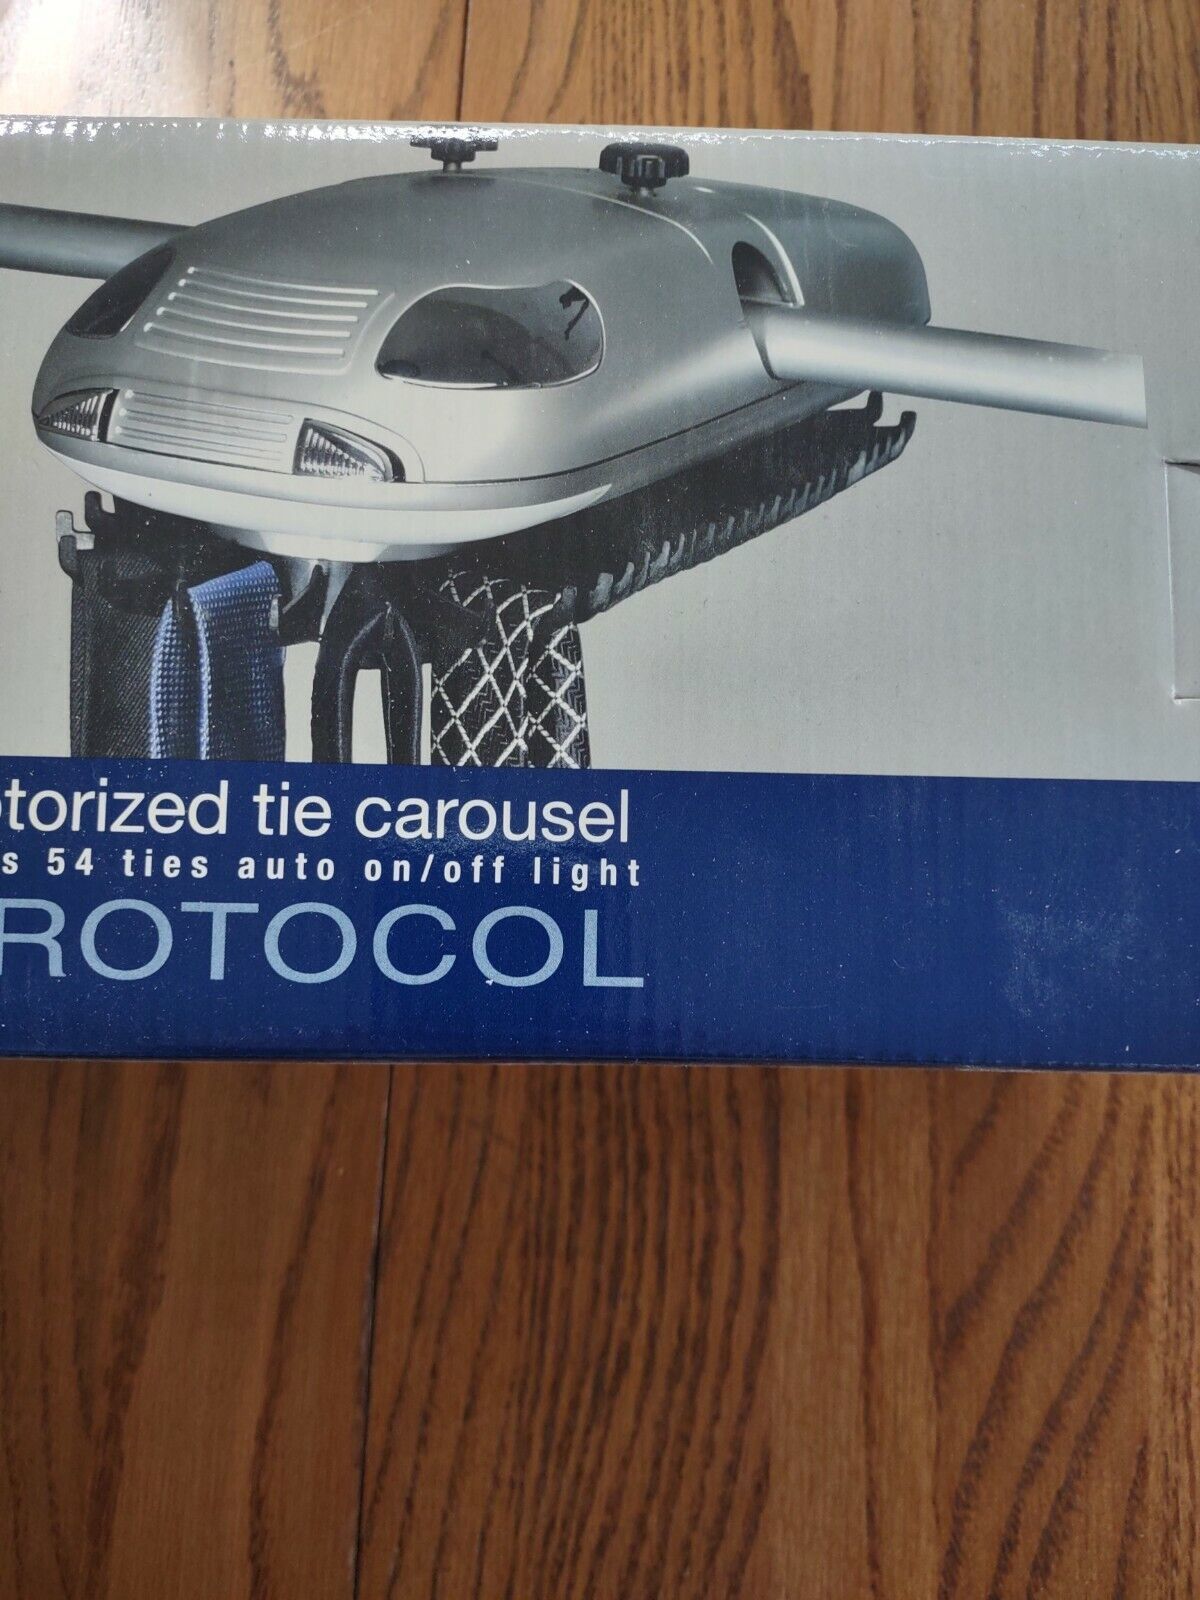 otorized tie carousel
s 54 ties auto on/off light
ROTOCOL